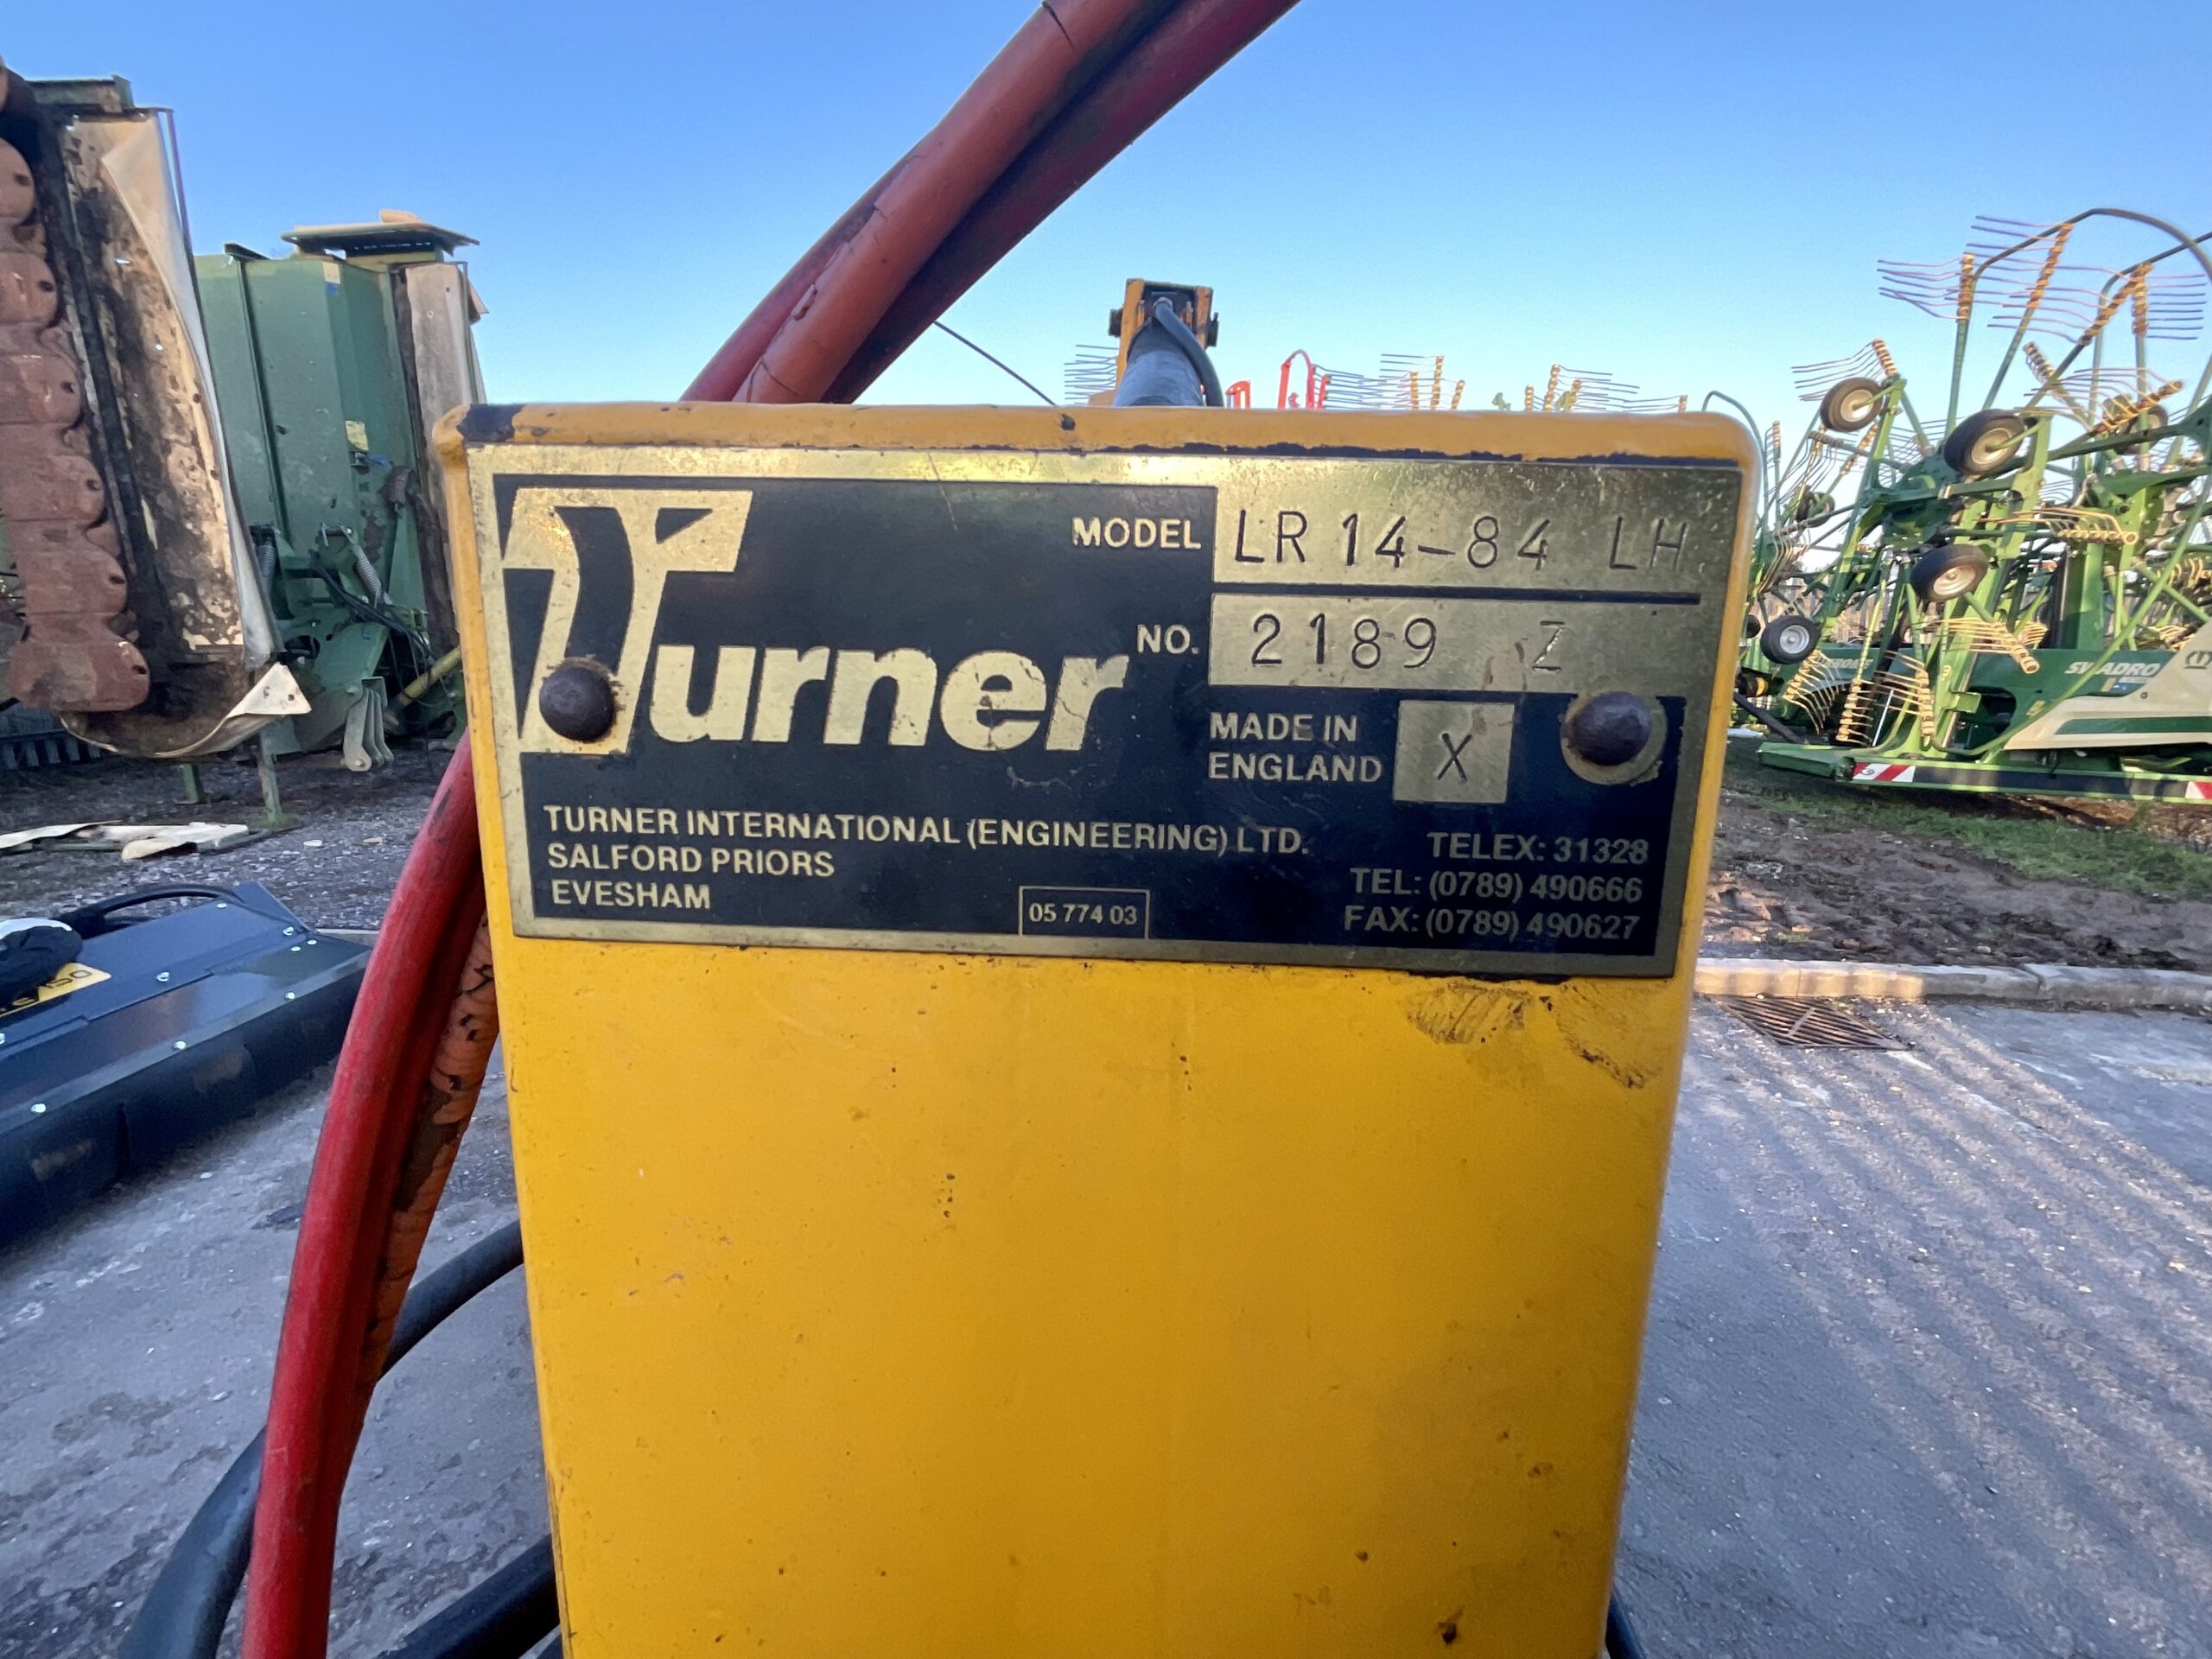 Turner
MODEL LR 14-84 LH
NO. 2189 Z
MADE IN
ENGLAND X
TURNER INTERNATIONAL (ENGINEERING) LTD.
SALFORD PRIORS
EVESHAM
05 774 03
TELEX: 31328
TEL: (0789) 490666
FAX: (0789) 490627
SWADRO